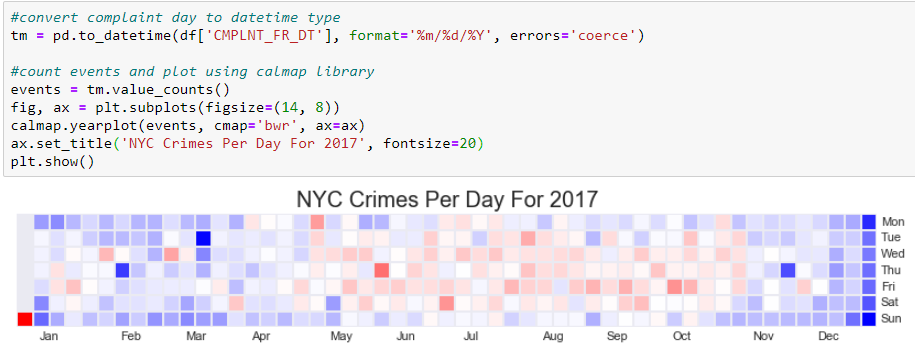 #convert complaint day to datetime type
tm = pd.to_datetime(df['CMPLNT_FR_DT'], format='%m/%d/%Y', errors='coerce')
#count events and plot using calmap library
events = tm.value_counts()
fig, ax = plt.subplots(figsize=(14, 8))
calmap.yearplot(events, cmap='bwr', ax=ax)
ax.set_title('NYC Crimes Per Day For 2017', fontsize=20)
plt.show()
NYC Crimes Per Day For 2017
Mon
Tue
Wed
Thu
Fri
Sat
Sun
Jan Feb Mar Apr May Jun Jul Aug Sep Oct Nov Dec